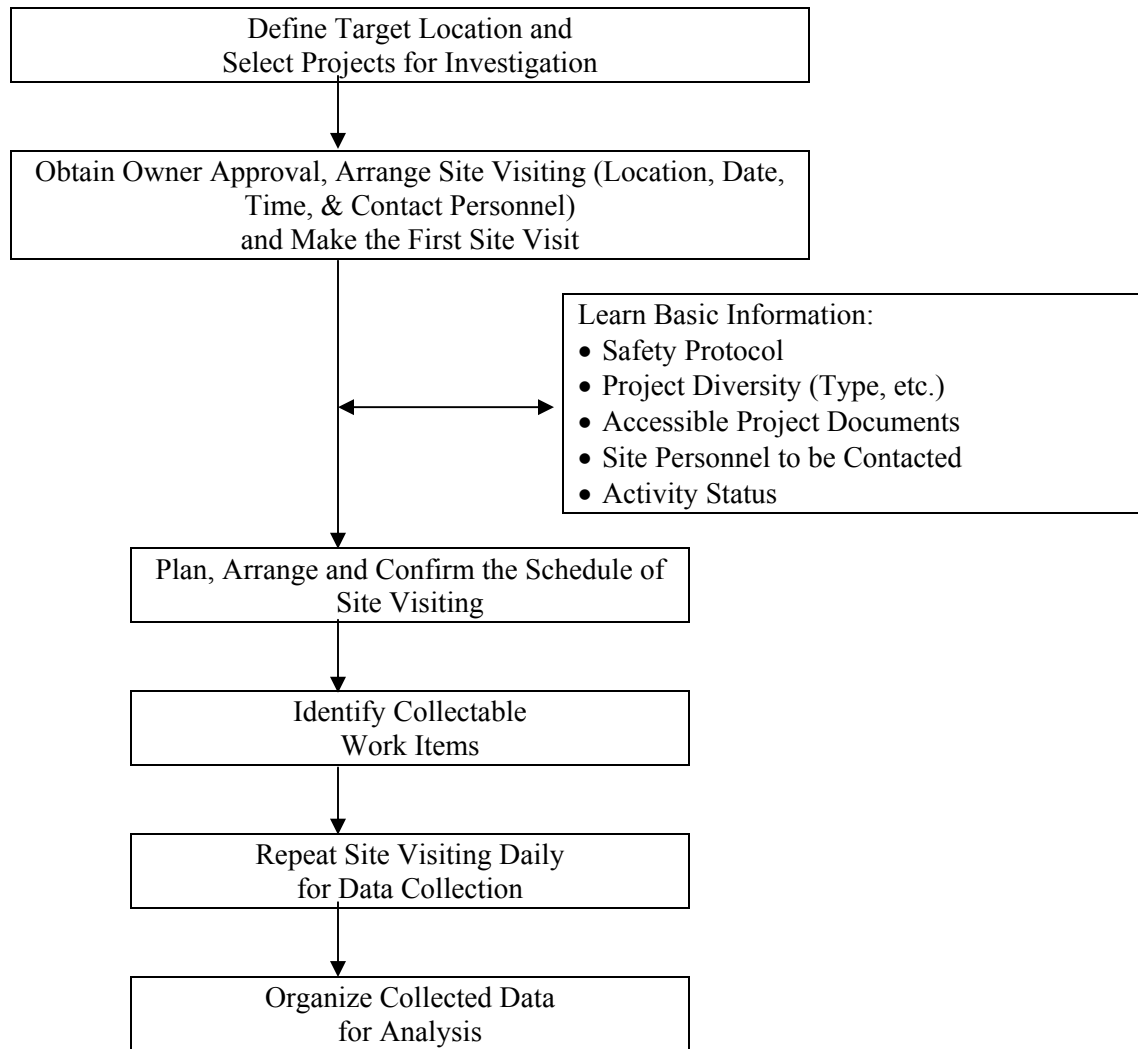 Define Target Location and
Select Projects for Investigation
Obtain Owner Approval, Arrange Site Visiting (Location, Date,
Time, & Contact Personnel)
and Make the First Site Visit
Learn Basic Information:
• Safety Protocol
• Project Diversity (Type, etc.)
• Accessible Project Documents
• Site Personnel to be Contacted
• Activity Status
Plan, Arrange and Confirm the Schedule of
Site Visiting
Identify Collectable
Work Items
Repeat Site Visiting Daily
for Data Collection
Organize Collected Data
for Analysis